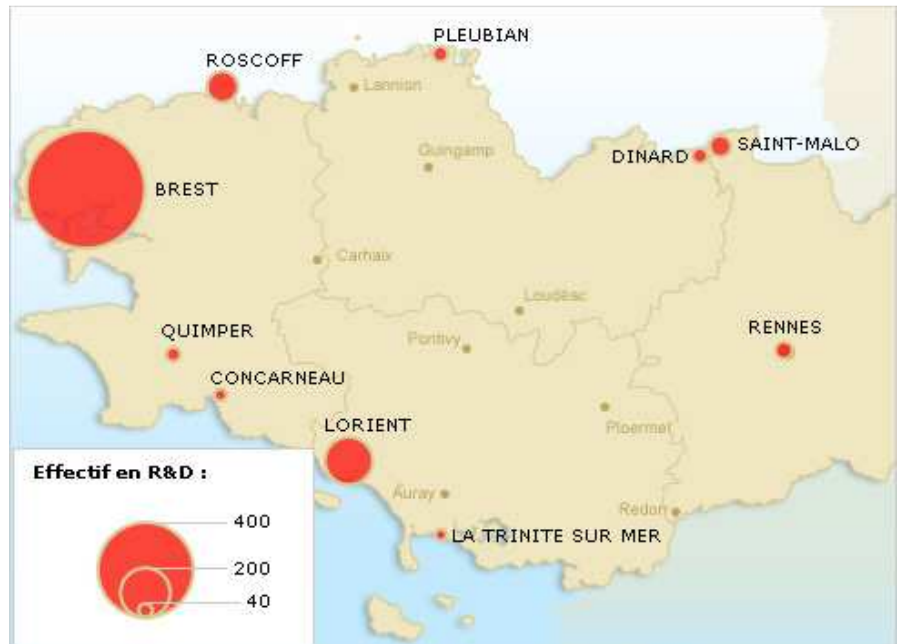 PLEUBIAN
ROSCOFF
Lannion
SAINT-MALO
DINARD
Guingamp
BREST
Carhaix
Loudéac
QUIMPER
Pontivy
RENNES
CONCARNEAU
LORIENT
Ploermel
Effectif en R&D :
Auray
Redon
400
LA TRINITE SUR MER
200
40